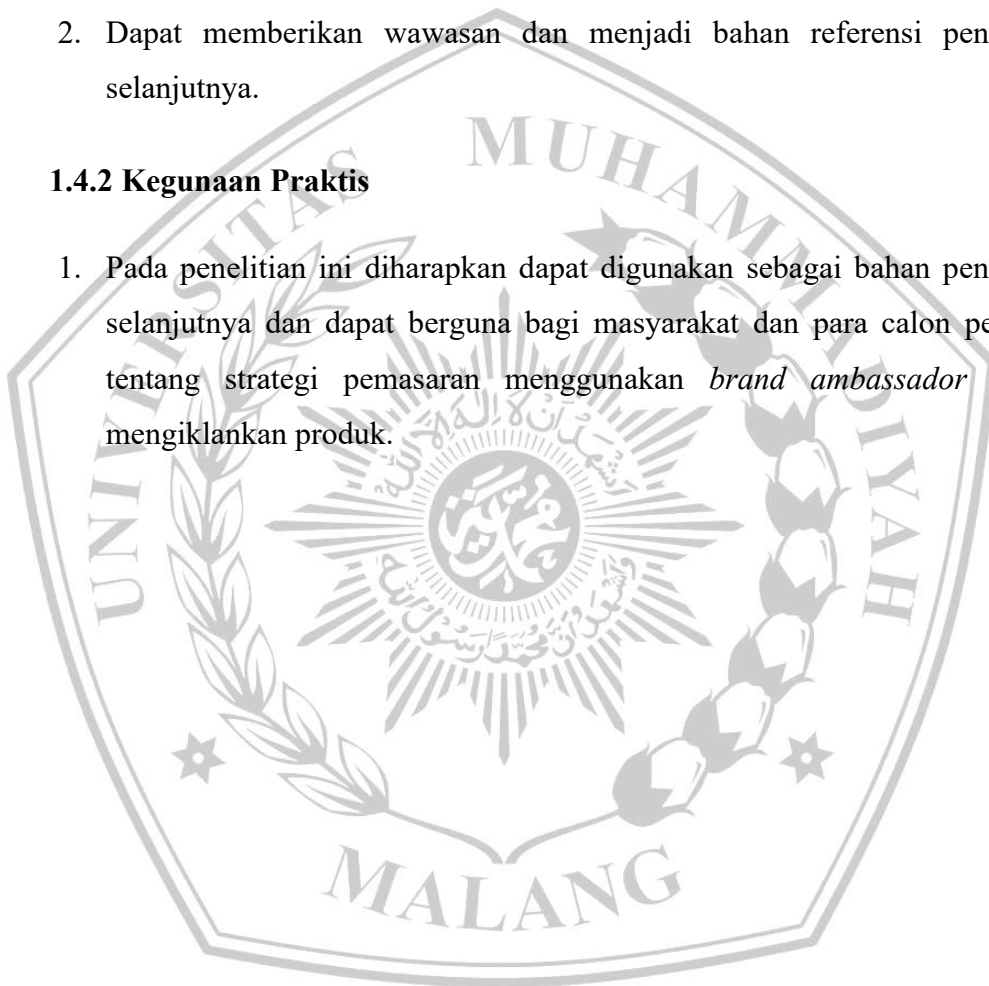 2. Dapat memberikan wawasan dan menjadi bahan referensi pen
selanjutnya.
MUHAMMADIYAH
UNIVERSITAS
1.4.2 Kegunaan Praktis
1. Pada penelitian ini diharapkan dapat digunakan sebagai bahan pen
selanjutnya dan dapat berguna bagi masyarakat dan para calon pe
tentang strategi pemasaran menggunakan brand ambassador
mengiklankan produk.
MALANG